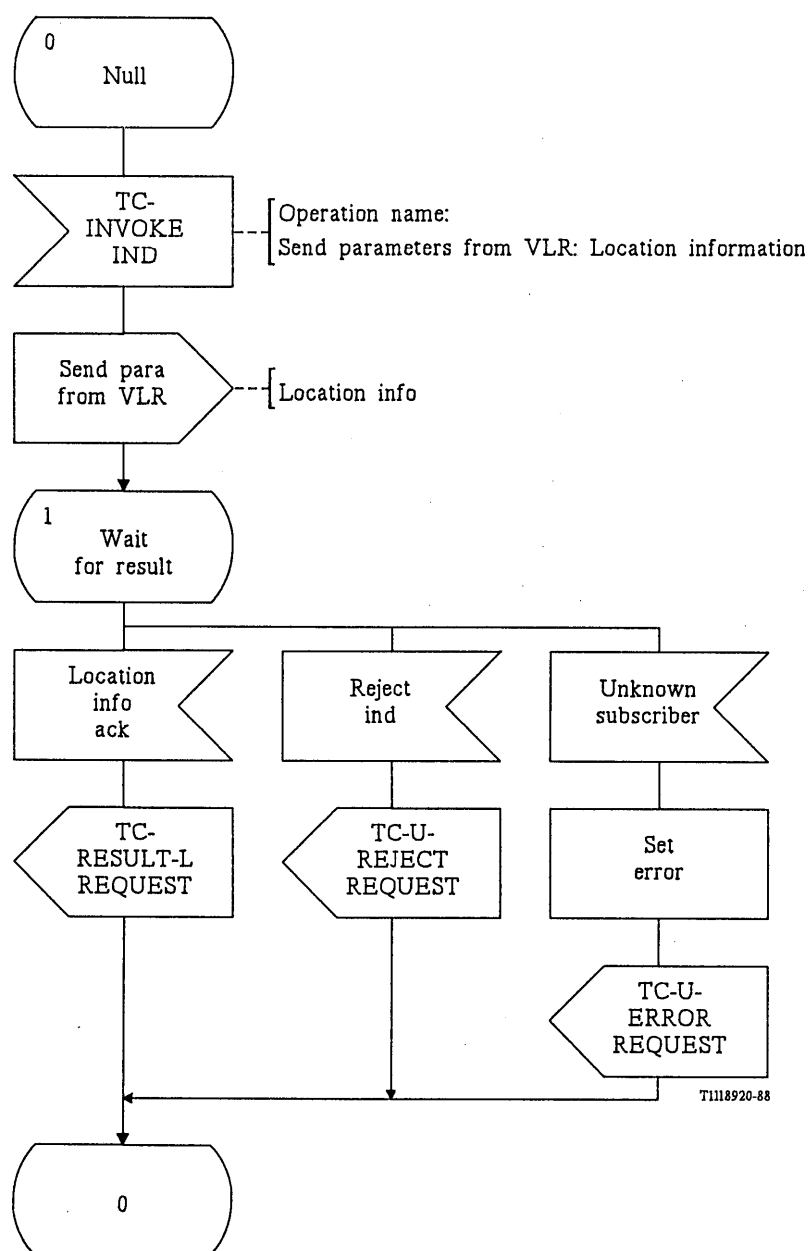 0
Null
TC-
INVOKE
IND
Operation name:
Send parameters from VLR: Location information
Send para
from VLR
Location info
1
Wait
for result
Location
info
ack
Reject
ind
Unknown
subscriber
TC-
RESULT-L
REQUEST
TC-U-
REJECT
REQUEST
Set
error
TC-U-
ERROR
REQUEST
T1118920-88
0